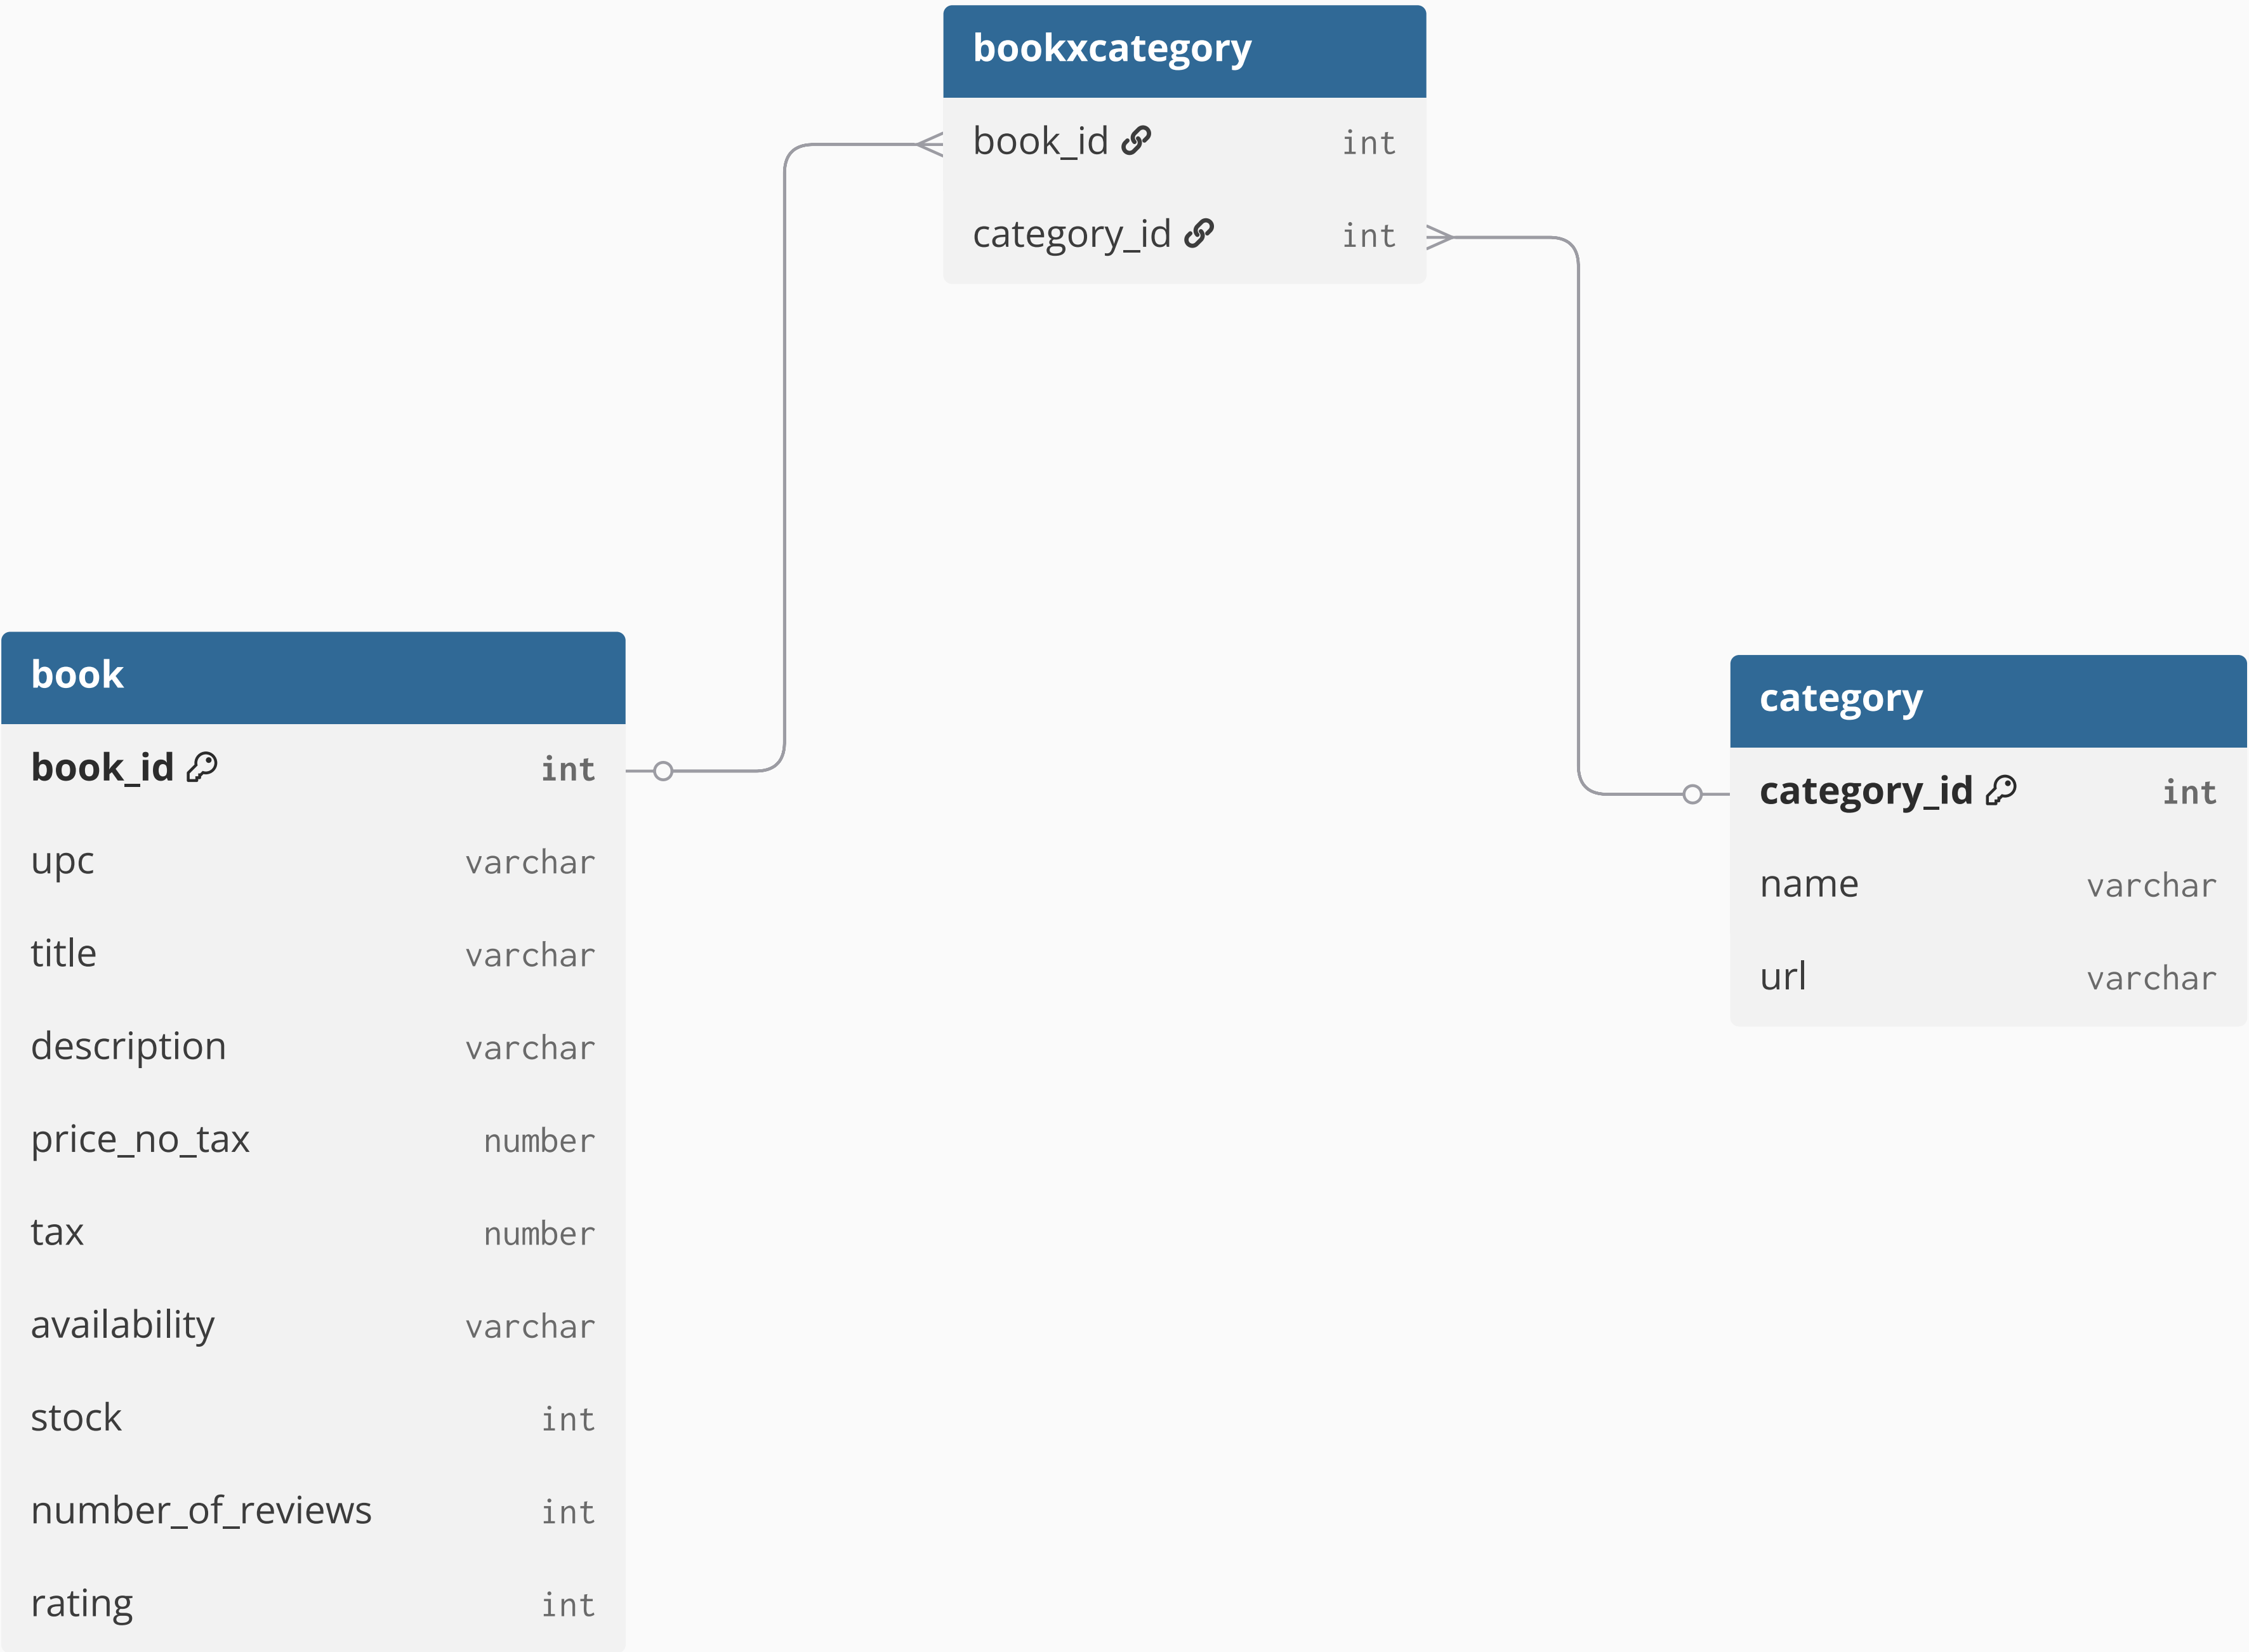 bookxcategory
book_id int
category_id int
book
book_id int
upc varchar
title varchar
description varchar
price_no_tax number
tax number
availability varchar
stock int
number_of_reviews int
rating int
category
category_id int
name varchar
url varchar